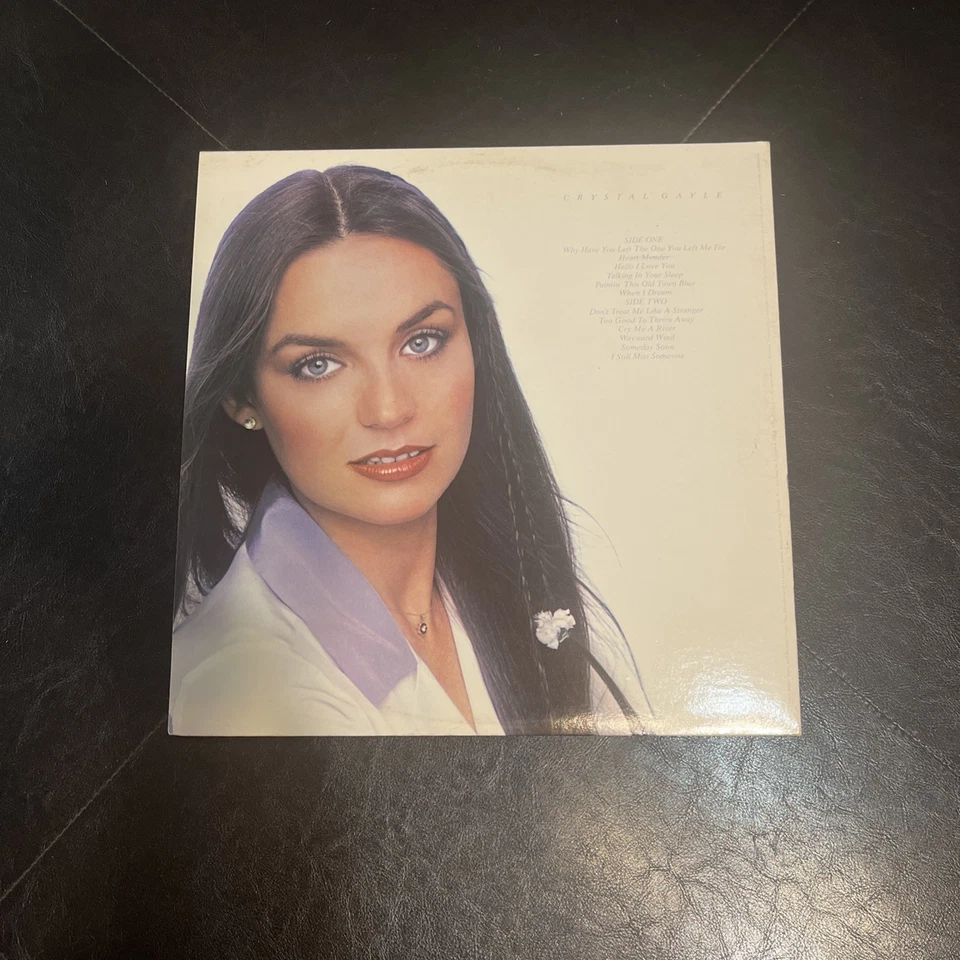 CRYSTAL GAYLE
SIDE ONE
Why Have You Left The One You Left Me For
Heart Mender
Hello I Love You
Talking In Your Sleep
Paintin' This Old Town Blue
When I Dream
SIDE TWO
Don't Treat Me Like A Stranger
Too Good To Throw Away
Cry Me A River
Wayward Wind
Someday Soon
I Still Miss Someone